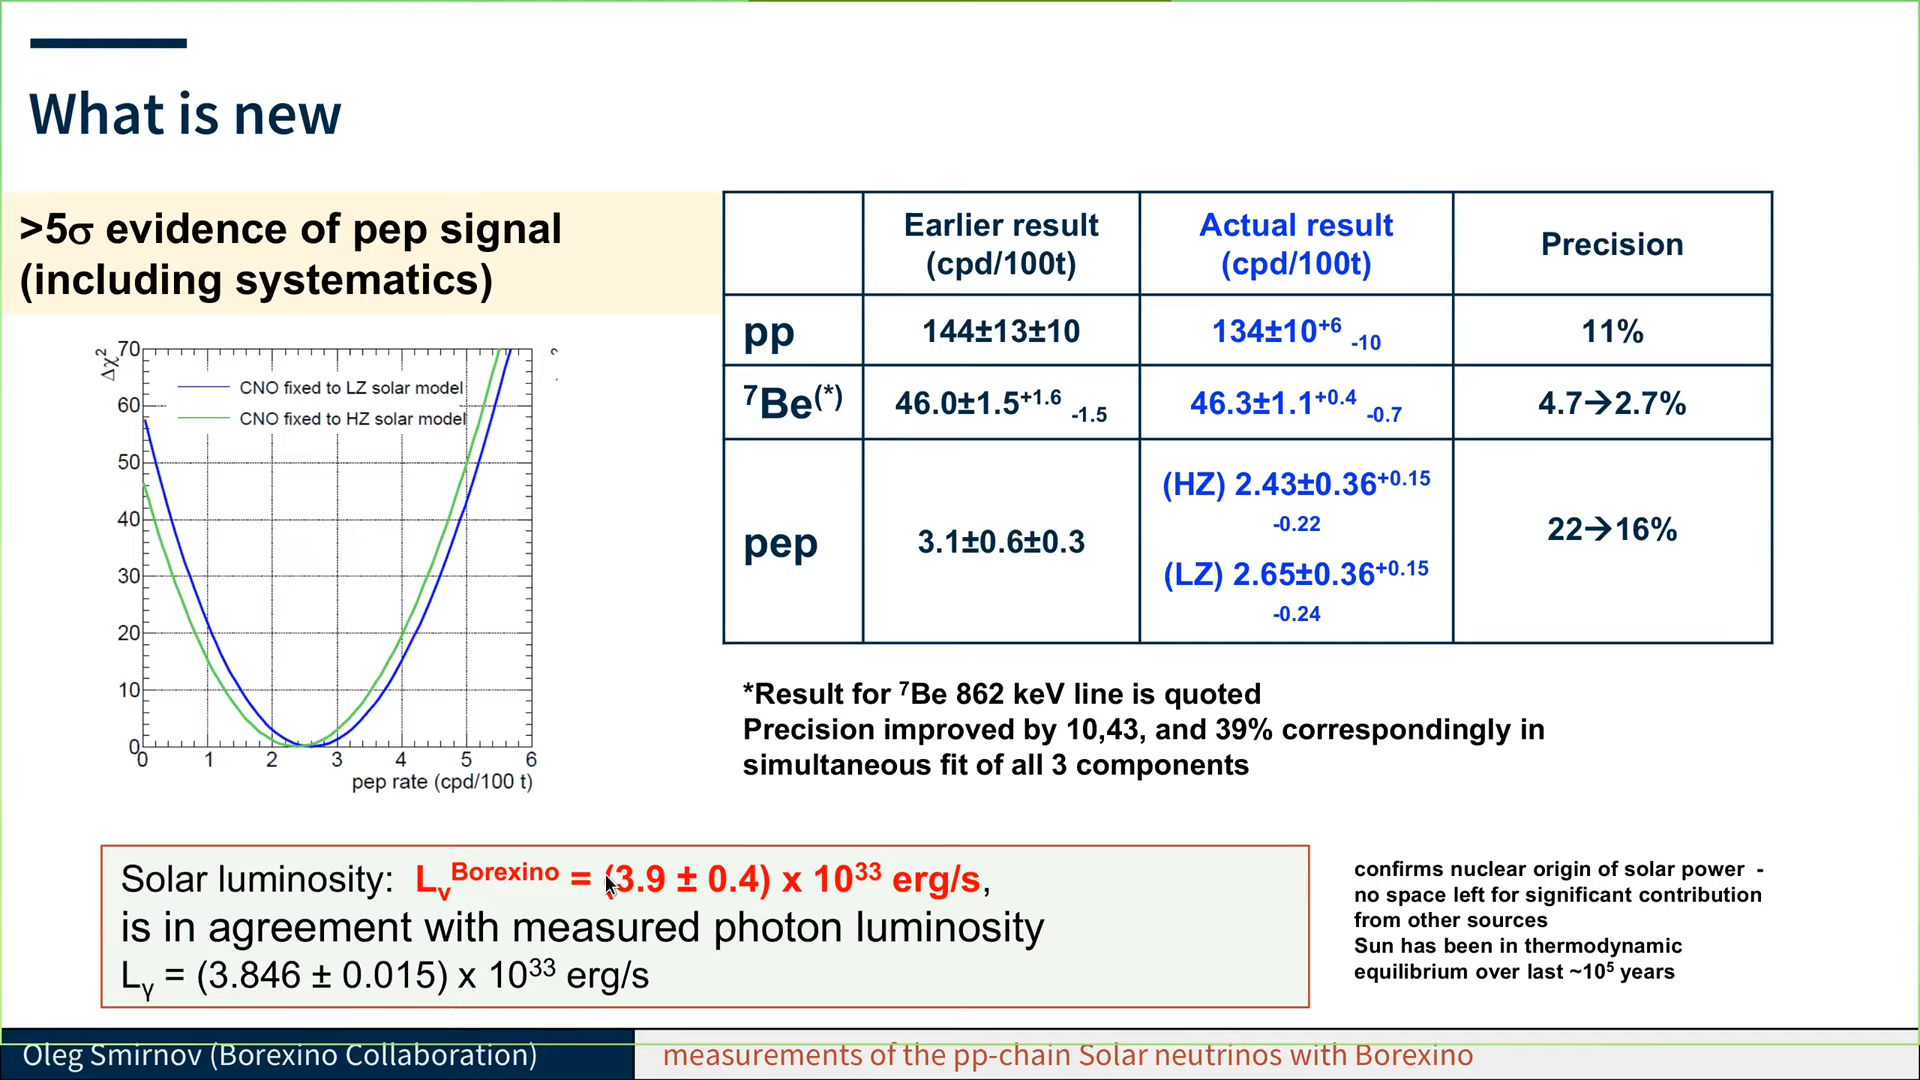 What is new
>5σ evidence of pep signal
(including systematics)
Δχ²
70
60
50
40
30
20
10
0
CNO fixed to LZ solar model
CNO fixed to HZ solar model
0 1 2 3 4 5 6
pep rate (cpd/100 t)
Earlier result (cpd/100t) Actual result (cpd/100t) Precision
pp 144±13±10 134±10+6 -10 11%
7Be(*) 46.0±1.5+1.6 -1.5 46.3±1.1+0.4 -0.7 4.7→2.7%
pep 3.1±0.6±0.3 (HZ) 2.43±0.36+0.15 -0.22 (LZ) 2.65±0.36+0.15 -0.24 22→16%
*Result for 7Be 862 keV line is quoted
Precision improved by 10,43, and 39% correspondingly in
simultaneous fit of all 3 components
Solar luminosity: LνBorexino = (3.9 ± 0.4) x 10³³ erg/s,
is in agreement with measured photon luminosity
Lγ = (3.846 ± 0.015) x 10³³ erg/s
confirms nuclear origin of solar power -
no space left for significant contribution
from other sources
Sun has been in thermodynamic
equilibrium over last ~10⁵ years
Oleg Smirnov (Borexino Collaboration)
measurements of the pp-chain Solar neutrinos with Borexino